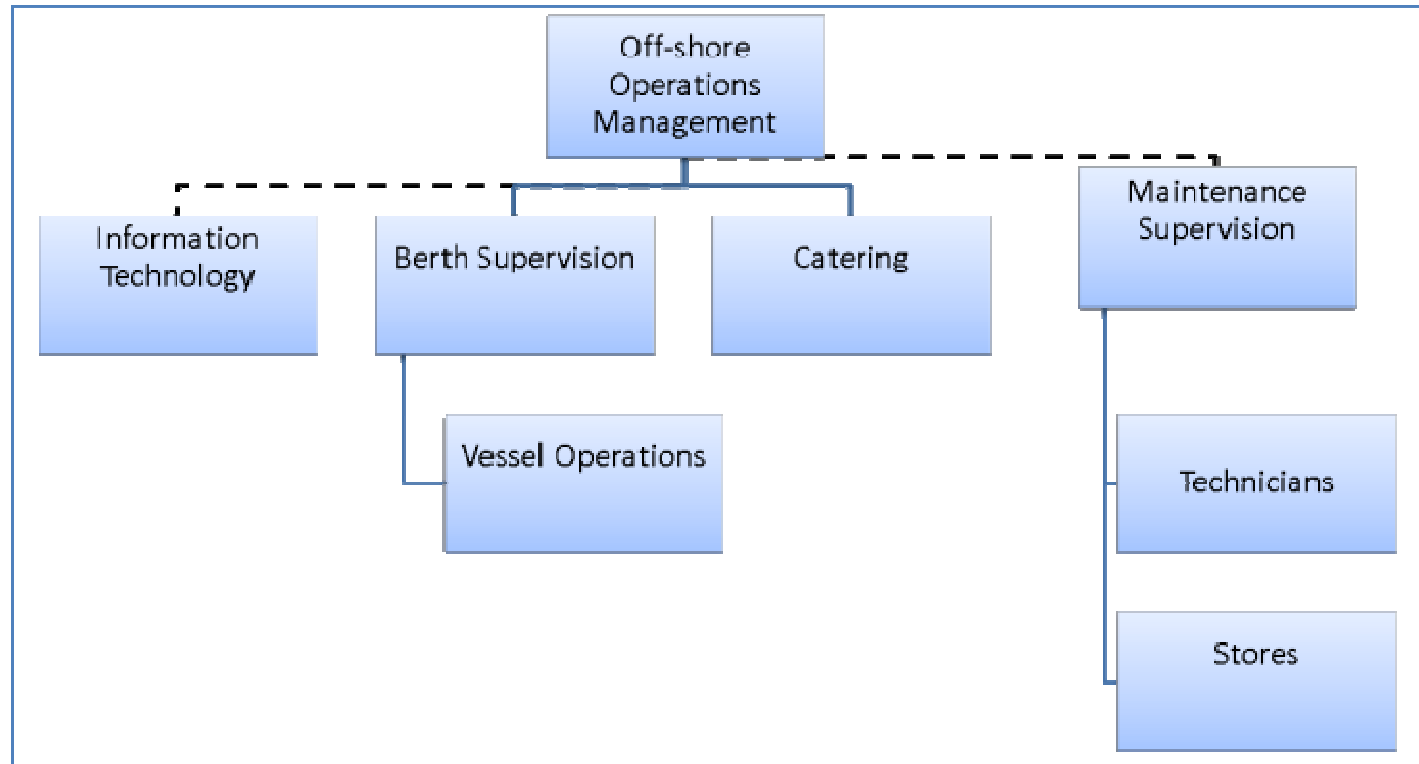 Off-shore
Operations
Management
Information
Technology
Berth Supervision
Catering
Maintenance
Supervision
Vessel Operations
Technicians
Stores